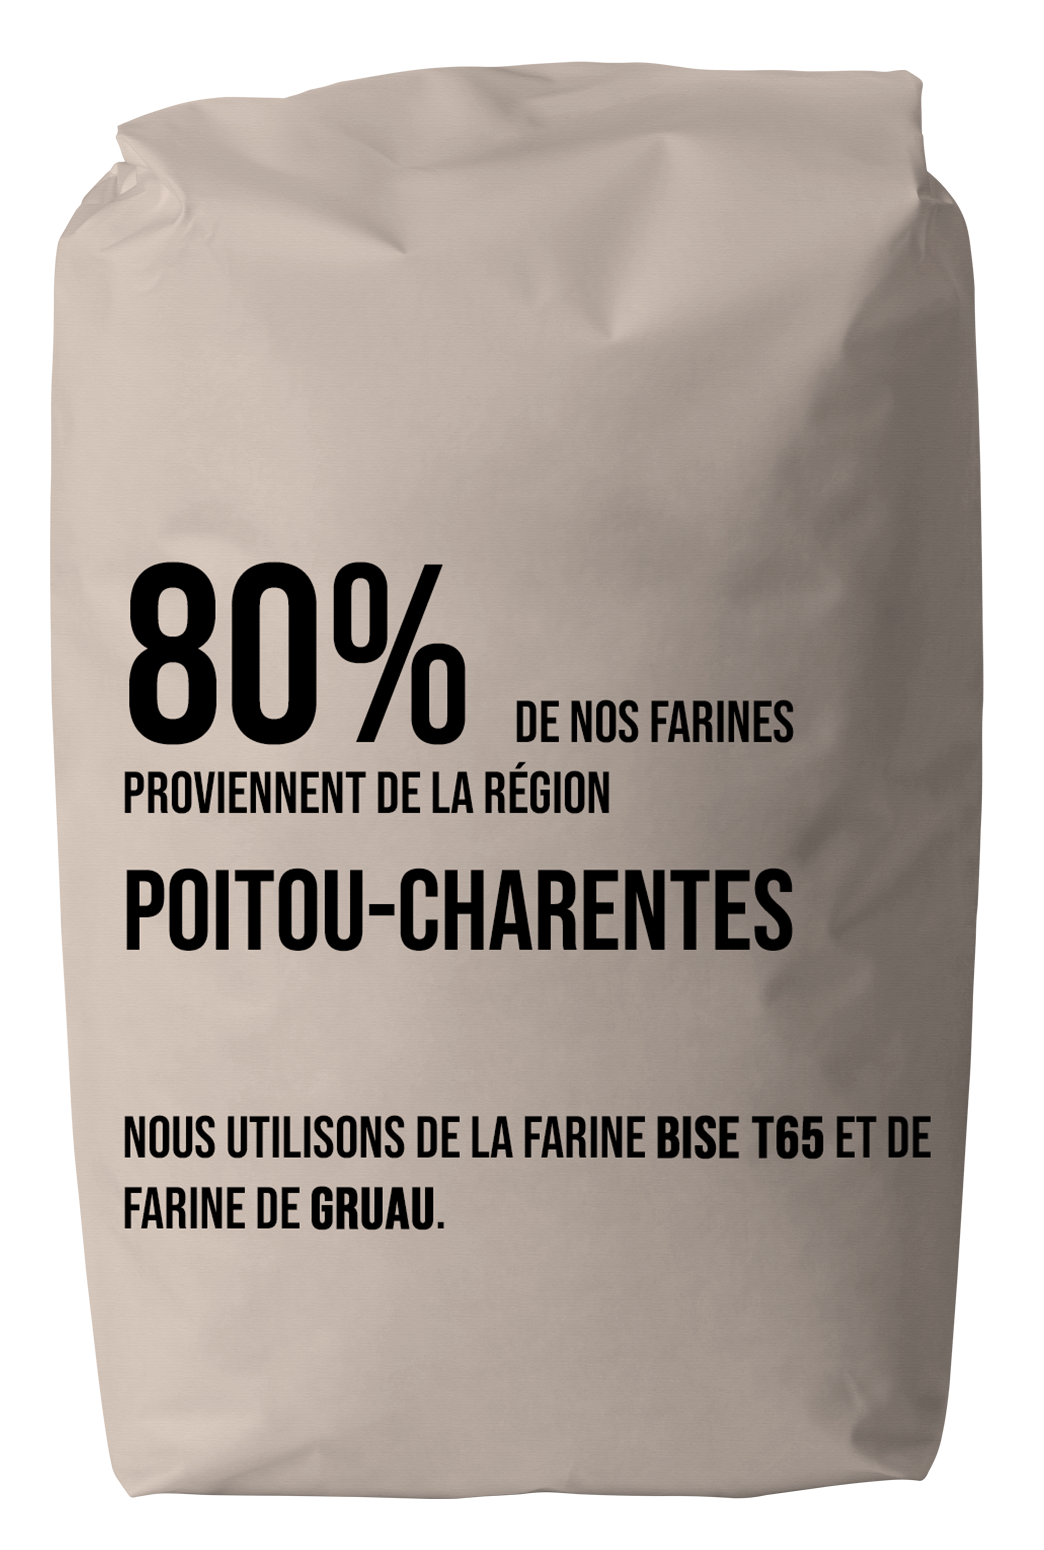 80% DE NOS FARINES
PROVIENNENT DE LA RÉGION
POITOU-CHARENTES
NOUS UTILISONS DE LA FARINE BISE T65 ET DE
FARINE DE GRUAU.